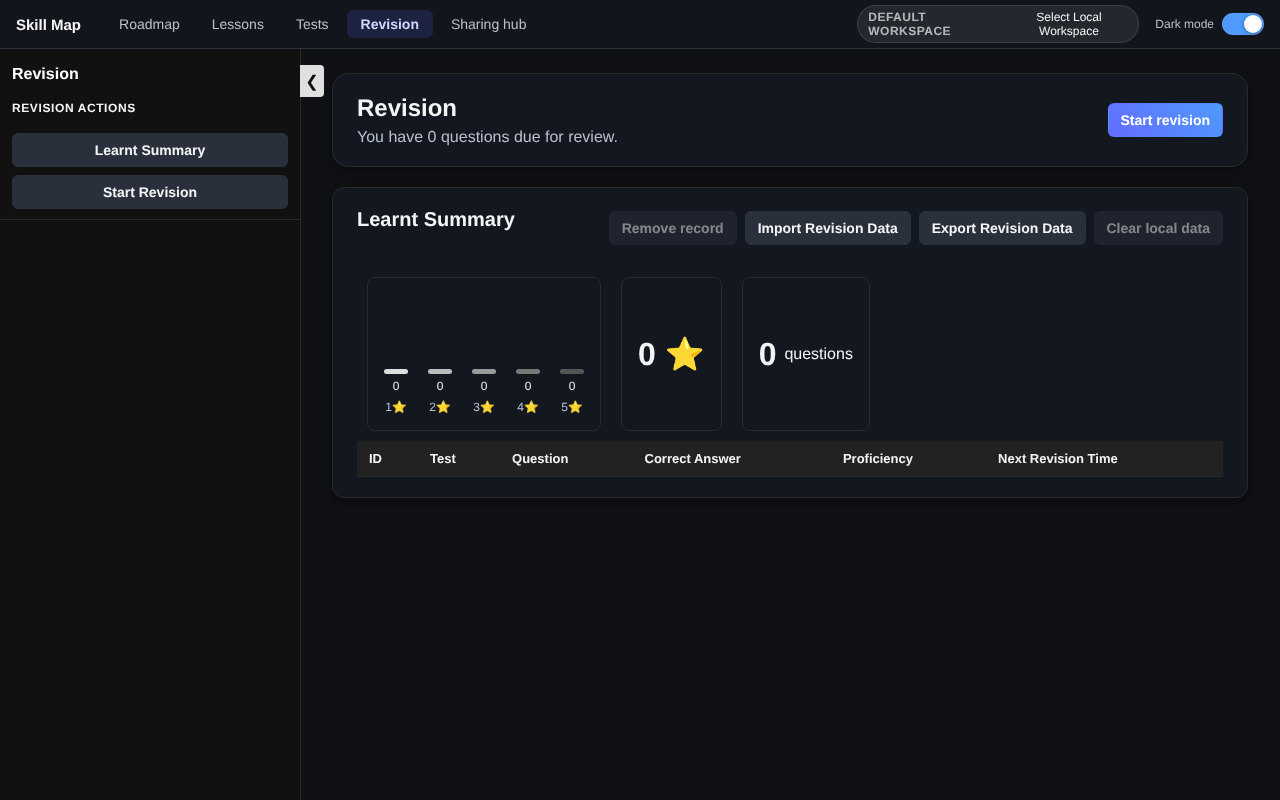 Skill Map
Roadmap
Lessons
Tests
Revision
Sharing hub
DEFAULT WORKSPACE
Select Local Workspace
Dark mode
Revision
REVISION ACTIONS
Learnt Summary
Start Revision
❮
Revision
You have 0 questions due for review.
Start revision
Learnt Summary
Remove record
Import Revision Data
Export Revision Data
Clear local data
0 0 0 0 0
1⭐ 2⭐ 3⭐ 4⭐ 5⭐
0 ⭐
0 questions
ID Test Question Correct Answer Proficiency Next Revision Time